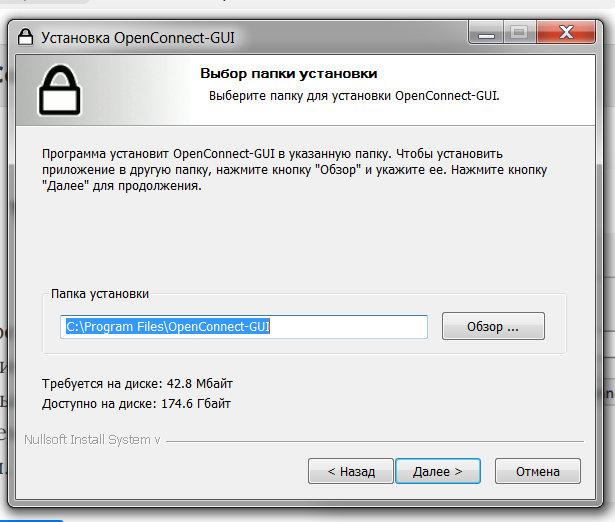 Установка OpenConnect-GUI
Выбор папки установки
Выберите папку для установки OpenConnect-GUI.
Программа установит OpenConnect-GUI в указанную папку. Чтобы установить
приложение в другую папку, нажмите кнопку "Обзор" и укажите ее. Нажмите кнопку
"Далее" для продолжения.
Папка установки
C:\Program Files\OpenConnect-GUI
Обзор ...
Требуется на диске: 42.8 Мбайт
Доступно на диске: 174.6 Гбайт
Nullsoft Install System v
< Назад
Далее >
Отмена